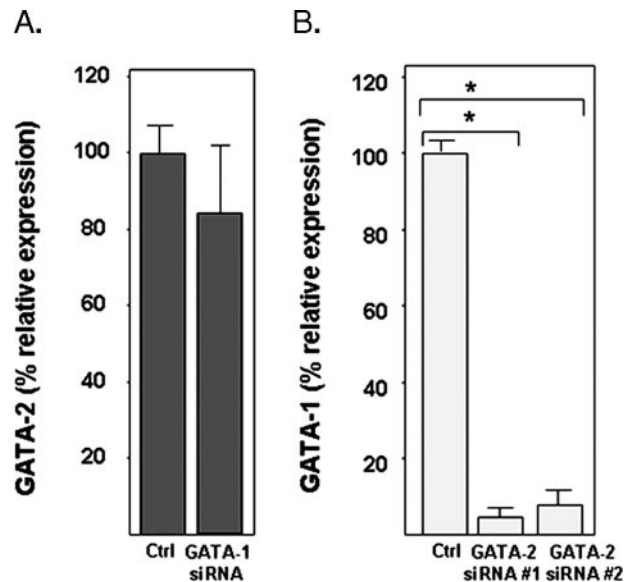 A.
GATA-2 (% relative expression)
120
100
80
60
40
20
Ctrl
GATA-1
siRNA
B.
GATA-1 (% relative expression)
120
100
80
60
40
20
*
*
Ctrl
GATA-2
siRNA #1
GATA-2
siRNA #2